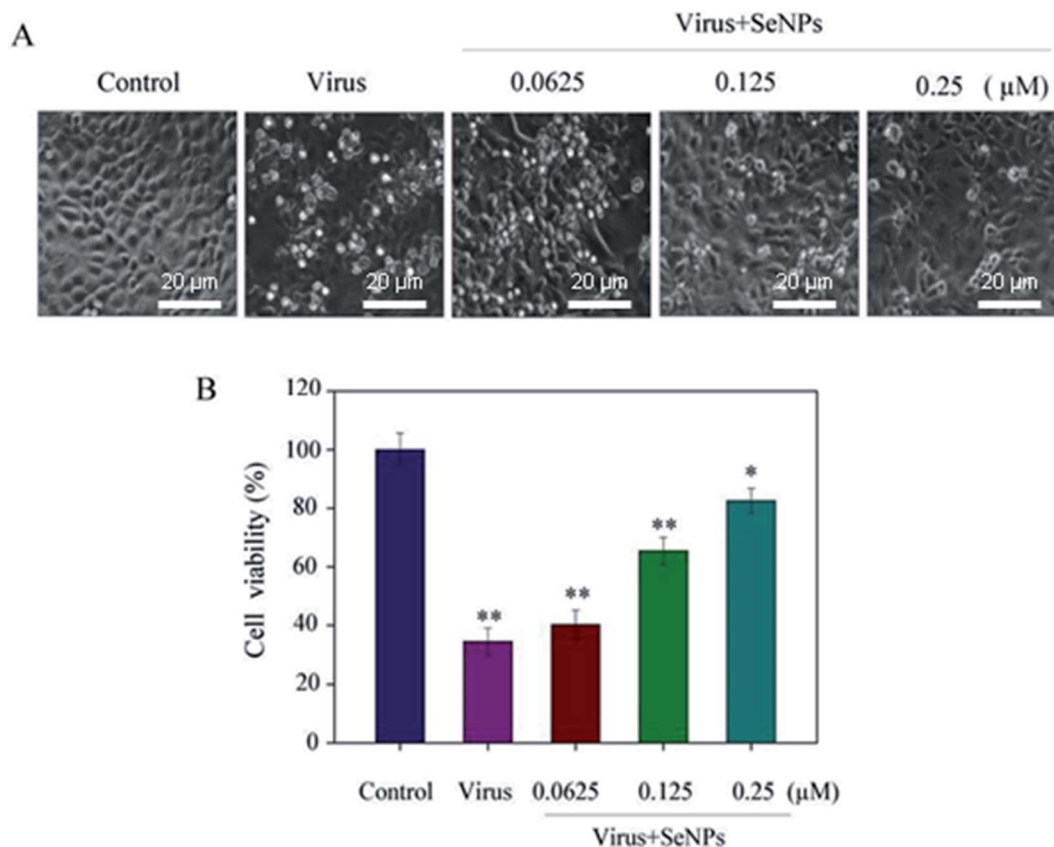 A
Virus+SeNPs
Control Virus 0.0625 0.125 0.25 (μM)
20 μm 20 μm 20 μm 20 μm 20 μm
B
120
100
80
60
40
20
0
Cell viability (%)
** ** ** *
Control Virus 0.0625 0.125 0.25 (μM)
Virus+SeNPs